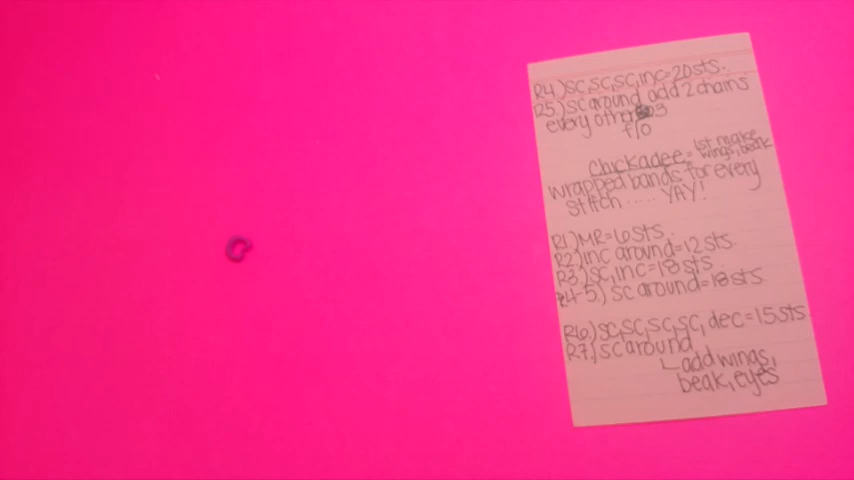 R4.) sc, sc, sc, inc = 20 sts.
R5.) sc around add 2 chains
every other 3
f/o
chickadee = 1st make
wings, beak
wrapped bands for every
stitch ..... YAY!
R1.) MR = 6 sts.
R2.) inc around = 12 sts.
R3.) sc, inc = 18 sts
R4-5.) sc around = 18 sts.
R6.) sc, sc, sc, sc, dec = 15 sts
R7.) sc around
add wings,
beak, eyes